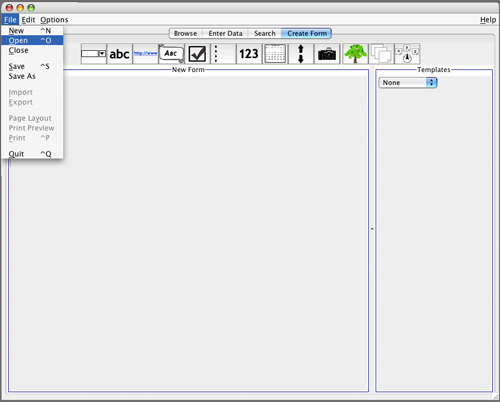 File Edit Options Help
New ^N
Open ^O
Close
Save ^S
Save As
Import
Export
Page Layout
Print Preview
Print ^P
Quit ^Q
Browse Enter Data Search Create Form
abc http://www Abc 123
New Form
Templates
None